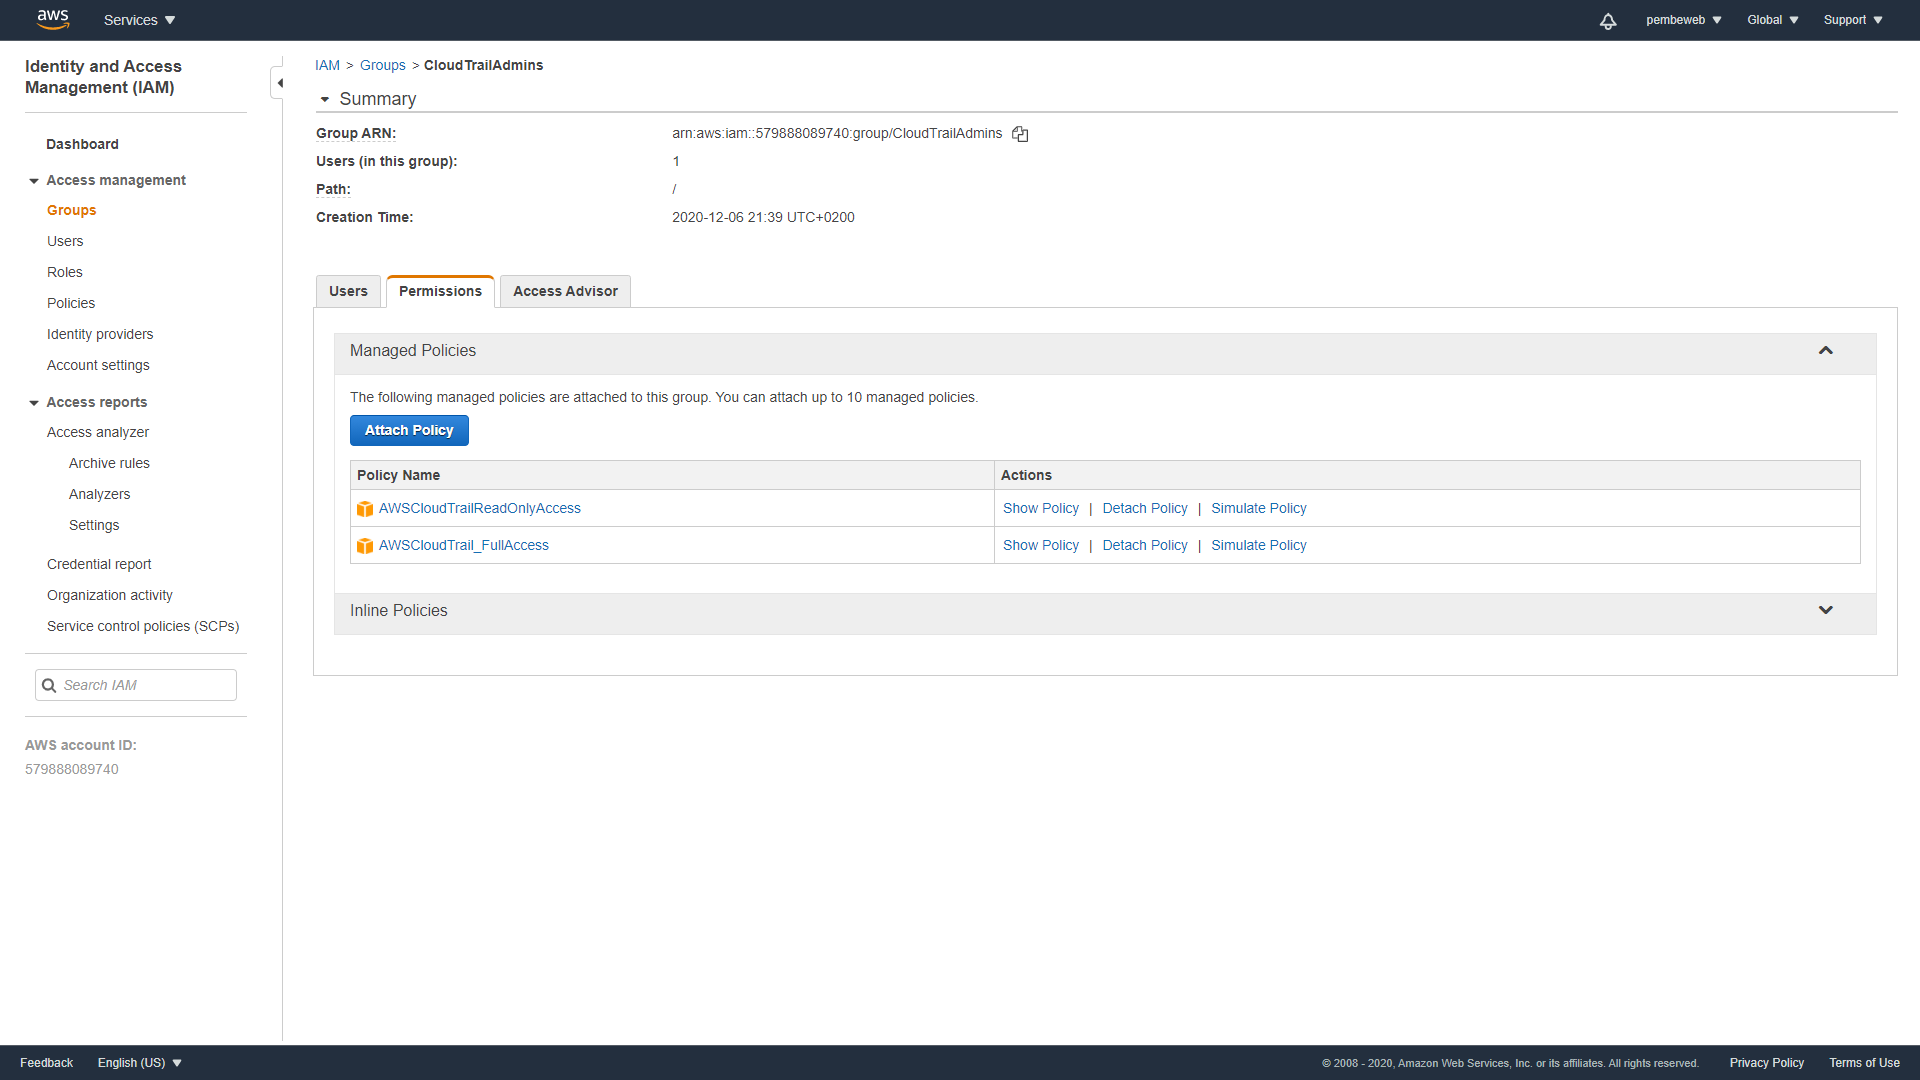 aws
Services
pembeweb
Global
Support
Identity and Access
Management (IAM)
Dashboard
Access management
Groups
Users
Roles
Policies
Identity providers
Account settings
Access reports
Access analyzer
Archive rules
Analyzers
Settings
Credential report
Organization activity
Service control policies (SCPs)
Search IAM
AWS account ID:
579888089740
IAM > Groups > CloudTrailAdmins
Summary
Group ARN: arn:aws:iam::579888089740:group/CloudTrailAdmins
Users (in this group): 1
Path: /
Creation Time: 2020-12-06 21:39 UTC+0200
Users
Permissions
Access Advisor
Managed Policies
The following managed policies are attached to this group. You can attach up to 10 managed policies.
Attach Policy
Policy Name Actions
AWSCloudTrailReadOnlyAccess Show Policy | Detach Policy | Simulate Policy
AWSCloudTrail_FullAccess Show Policy | Detach Policy | Simulate Policy
Inline Policies
Feedback
English (US)
© 2008 - 2020, Amazon Web Services, Inc. or its affiliates. All rights reserved.
Privacy Policy
Terms of Use